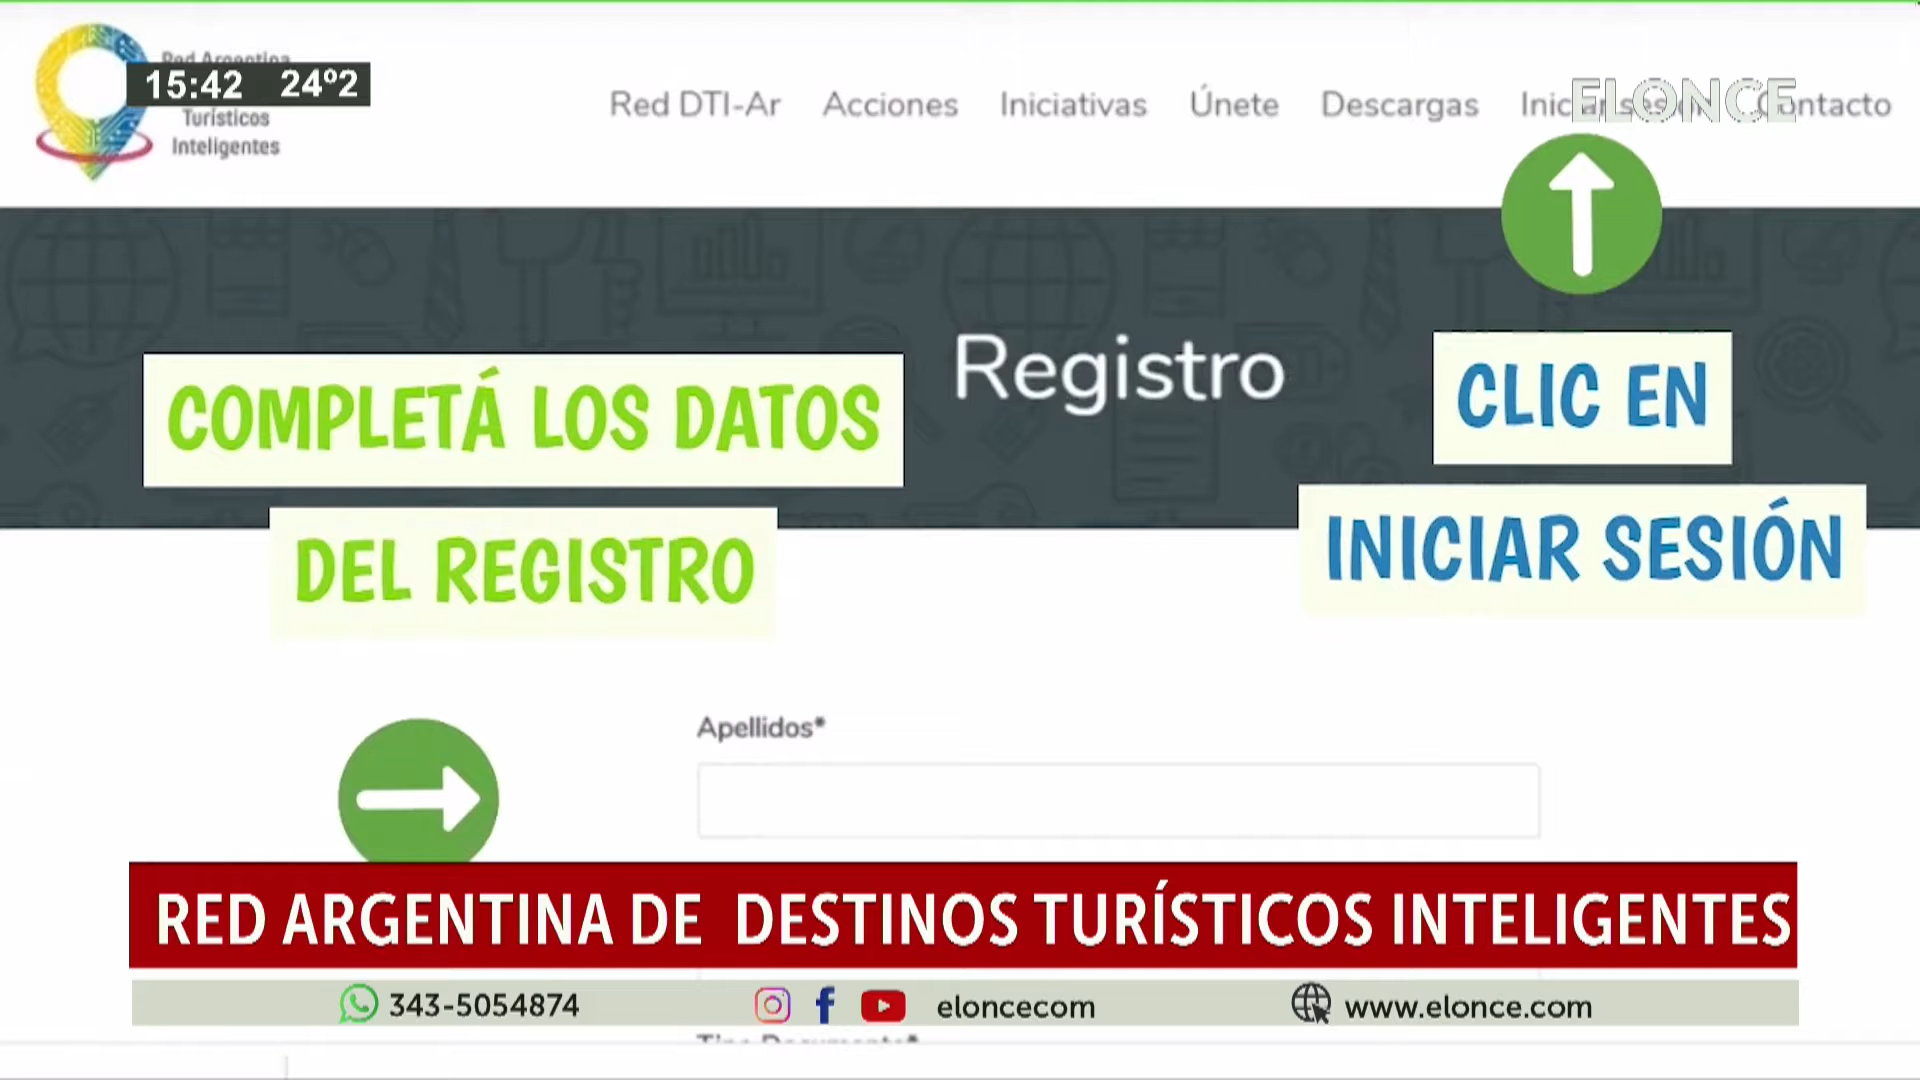 15:42 24º2
Turísticos
Inteligentes
Red DTI-Ar Acciones Iniciativas Únete Descargas
ELONCE
Registro
COMPLETÁ LOS DATOS
DEL REGISTRO
CLIC EN
INICIAR SESIÓN
Apellidos*
RED ARGENTINA DE DESTINOS TURÍSTICOS INTELIGENTES
343-5054874 eloncecom www.elonce.com